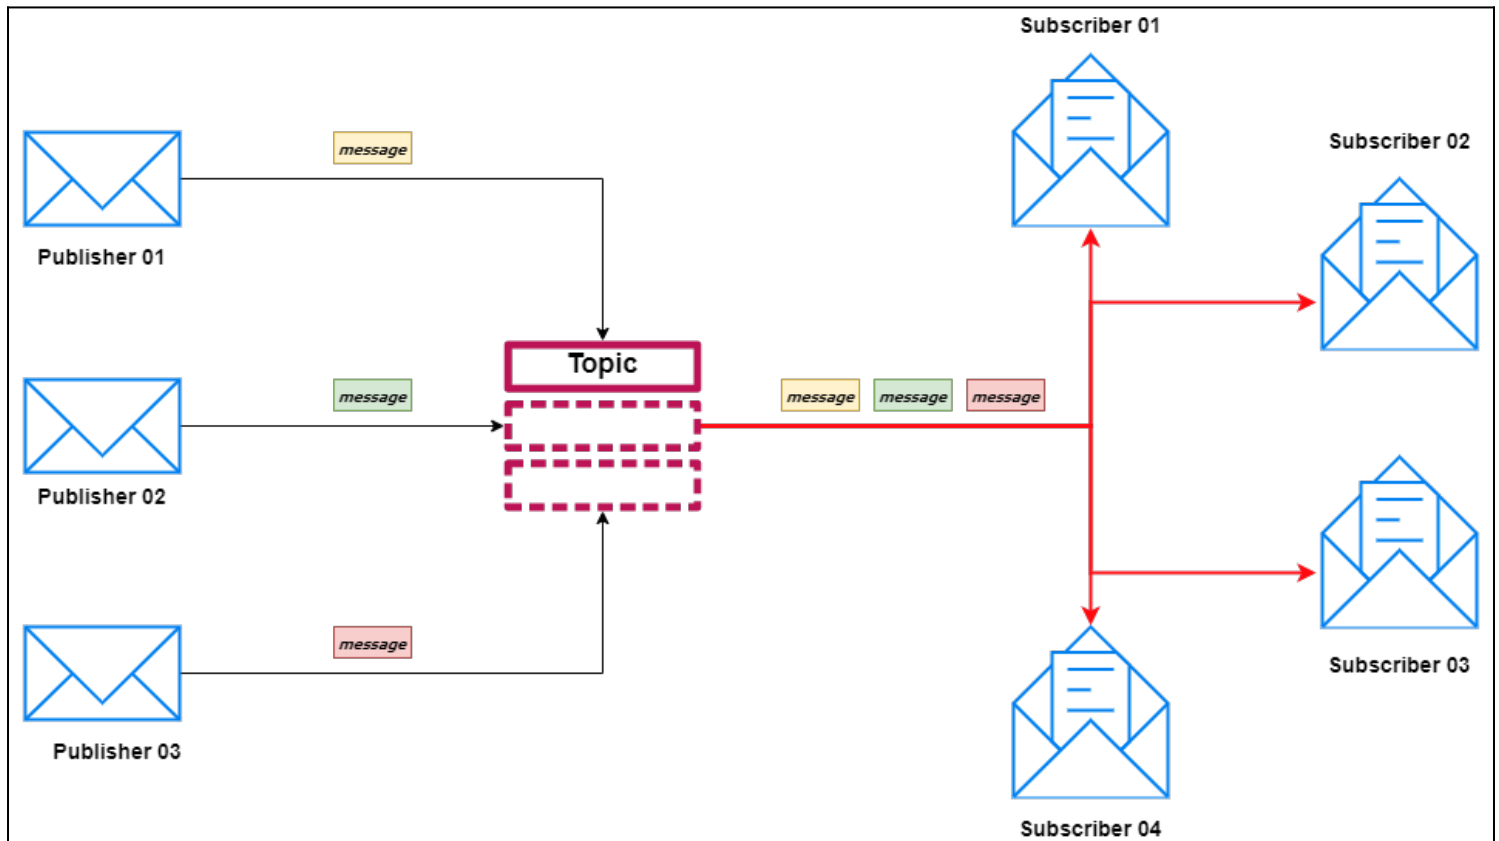 Subscriber 01
Subscriber 02
message
Publisher 01
Topic
message
message message message
Publisher 02
message
Subscriber 03
Publisher 03
Subscriber 04